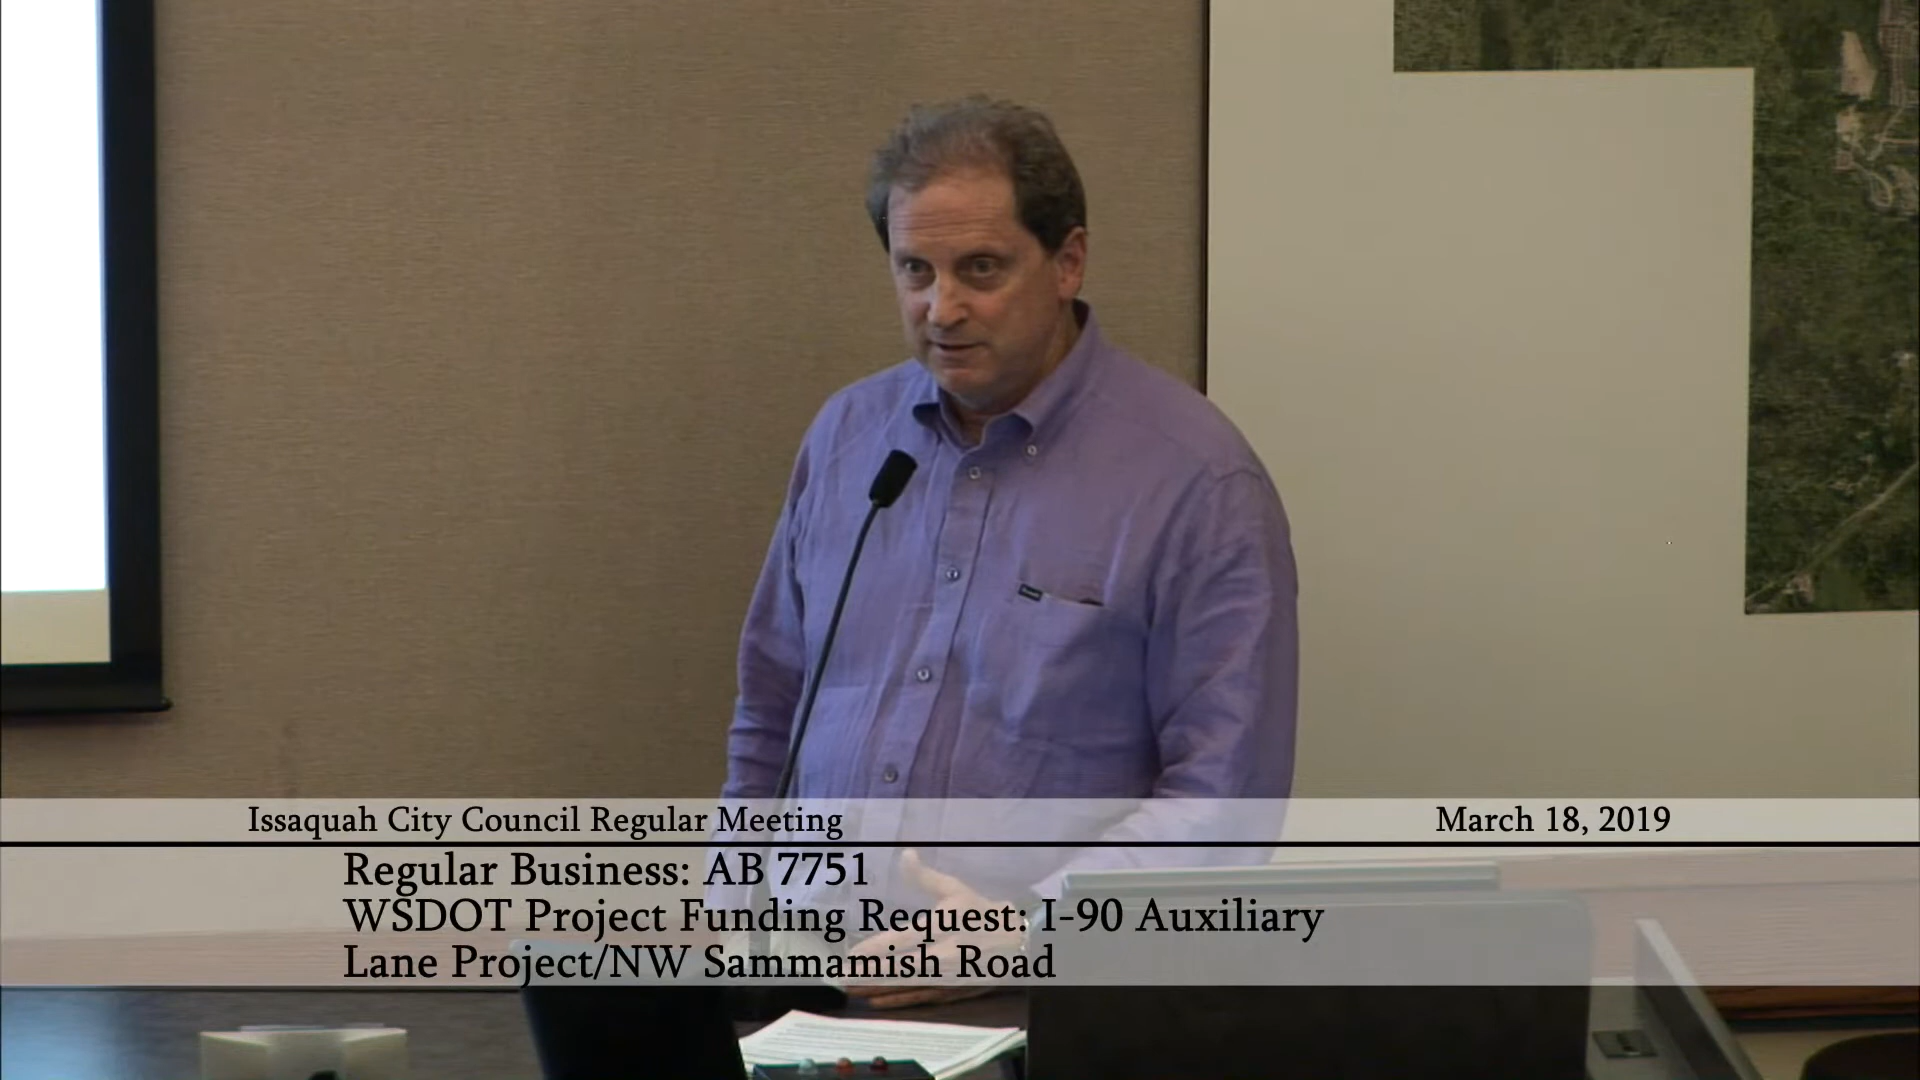 Issaquah City Council Regular Meeting
March 18, 2019
Regular Business: AB 7751
WSDOT Project Funding Request: I-90 Auxiliary
Lane Project/NW Sammamish Road